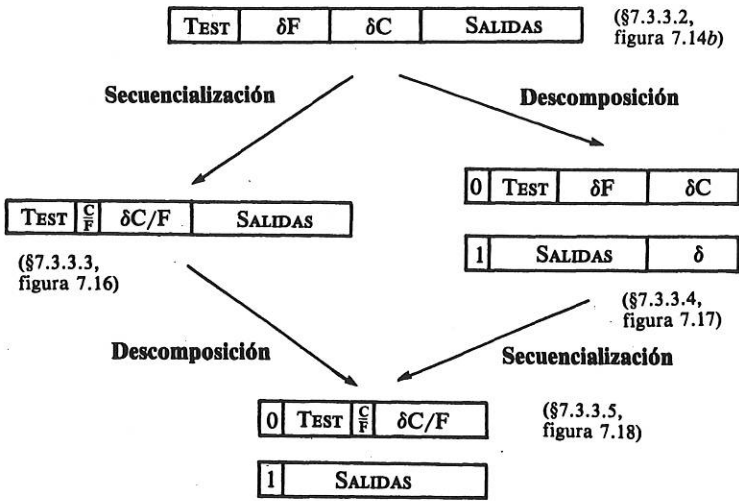 TEST δF δC SALIDAS
(§7.3.3.2,
figura 7.14b)
Secuencialización
Descomposición
0 TEST δF δC
TEST C/F δC/F SALIDAS
1 SALIDAS δ
(§7.3.3.3,
figura 7.16)
(§7.3.3.4,
figura 7.17)
Descomposición
Secuencialización
0 TEST C/F δC/F
(§7.3.3.5,
figura 7.18)
1 SALIDAS